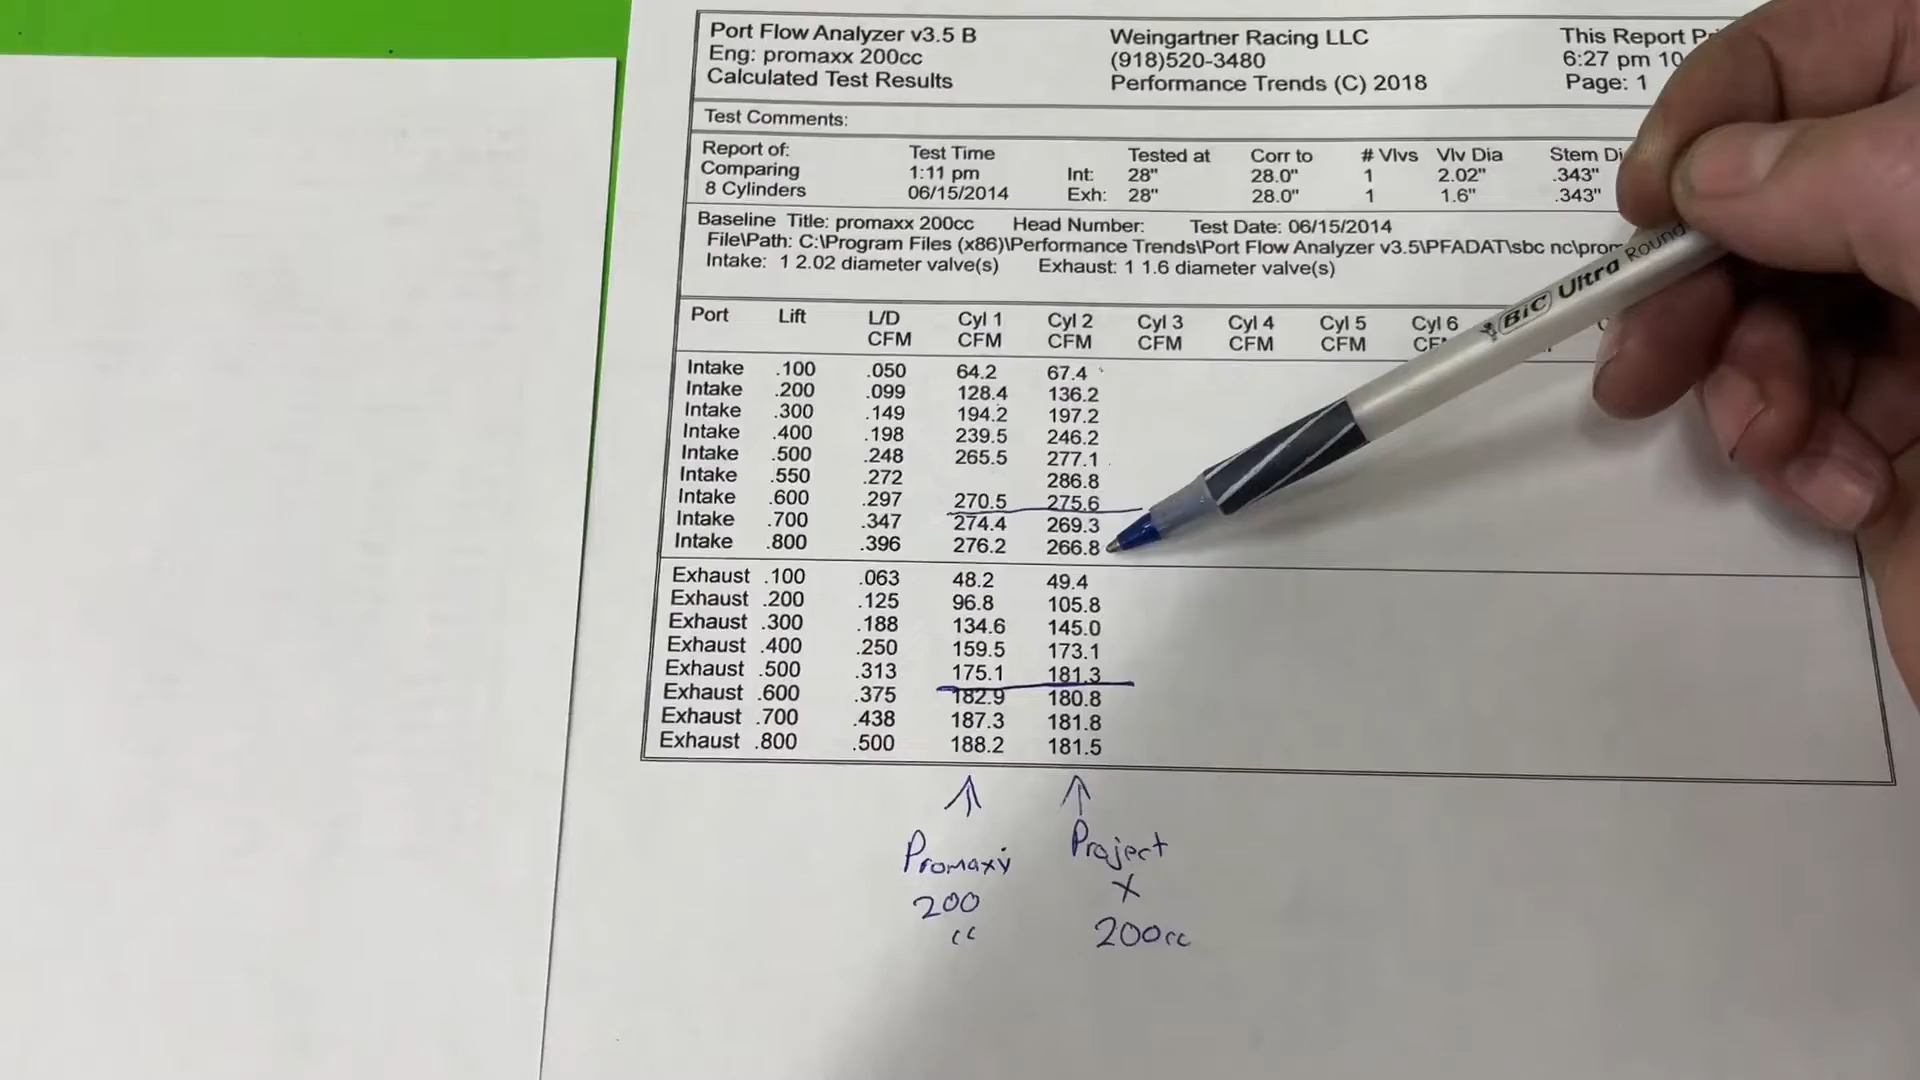 Port Flow Analyzer v3.5 B Weingartner Racing LLC This Report
Eng: promaxx 200cc (918)520-3480 6:27 pm 10
Calculated Test Results Performance Trends (C) 2018 Page: 1
Test Comments:
Report of: Test Time Tested at Corr to # Vlvs Vlv Dia Stem
Comparing 1:11 pm Int: 28" 28.0" 1 2.02" .343"
8 Cylinders 06/15/2014 Exh: 28" 28.0" 1 1.6" .343"
Baseline Title: promaxx 200cc Head Number: Test Date: 06/15/2014
File\Path: C:\Program Files (x86)\Performance Trends\Port Flow Analyzer v3.5\PFADAT\sbc nc\prom
Intake: 1 2.02 diameter valve(s) Exhaust: 1 1.6 diameter valve(s)
BiC Ultra Round
Port Lift L/D Cyl 1 Cyl 2 Cyl 3 Cyl 4 Cyl 5 Cyl 6
CFM CFM CFM CFM CFM CFM
Intake .100 .050 64.2 67.4
Intake .200 .099 128.4 136.2
Intake .300 .149 194.2 197.2
Intake .400 .198 239.5 246.2
Intake .500 .248 265.5 277.1
Intake .550 .272 286.8
Intake .600 .297 270.5 275.6
Intake .700 .347 274.4 269.3
Intake .800 .396 276.2 266.8
Exhaust .100 .063 48.2 49.4
Exhaust .200 .125 96.8 105.8
Exhaust .300 .188 134.6 145.0
Exhaust .400 .250 159.5 173.1
Exhaust .500 .313 175.1 181.3
Exhaust .600 .375 182.9 180.8
Exhaust .700 .438 187.3 181.8
Exhaust .800 .500 188.2 181.5
Promaxx
200
cc
Project
X
200cc